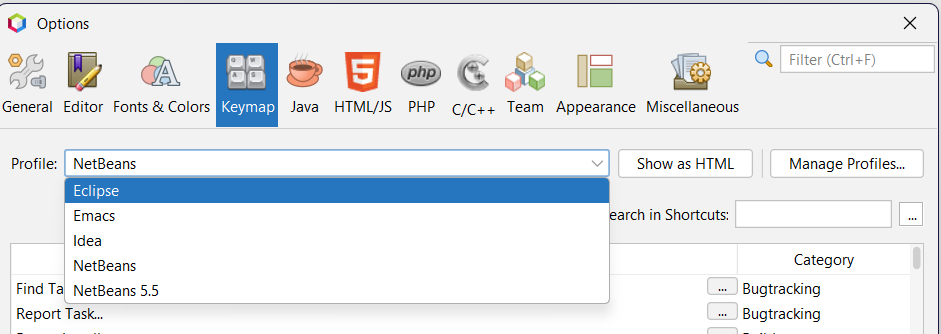 Options
Filter (Ctrl+F)
General Editor Fonts & Colors Keymap Java HTML/JS PHP C/C++ Team Appearance Miscellaneous
Profile: NetBeans Show as HTML Manage Profiles...
Eclipse
Emacs
earch in Shortcuts: ...
Idea
NetBeans
Category
NetBeans 5.5
Find Ta ... Bugtracking
Report Task... ... Bugtracking